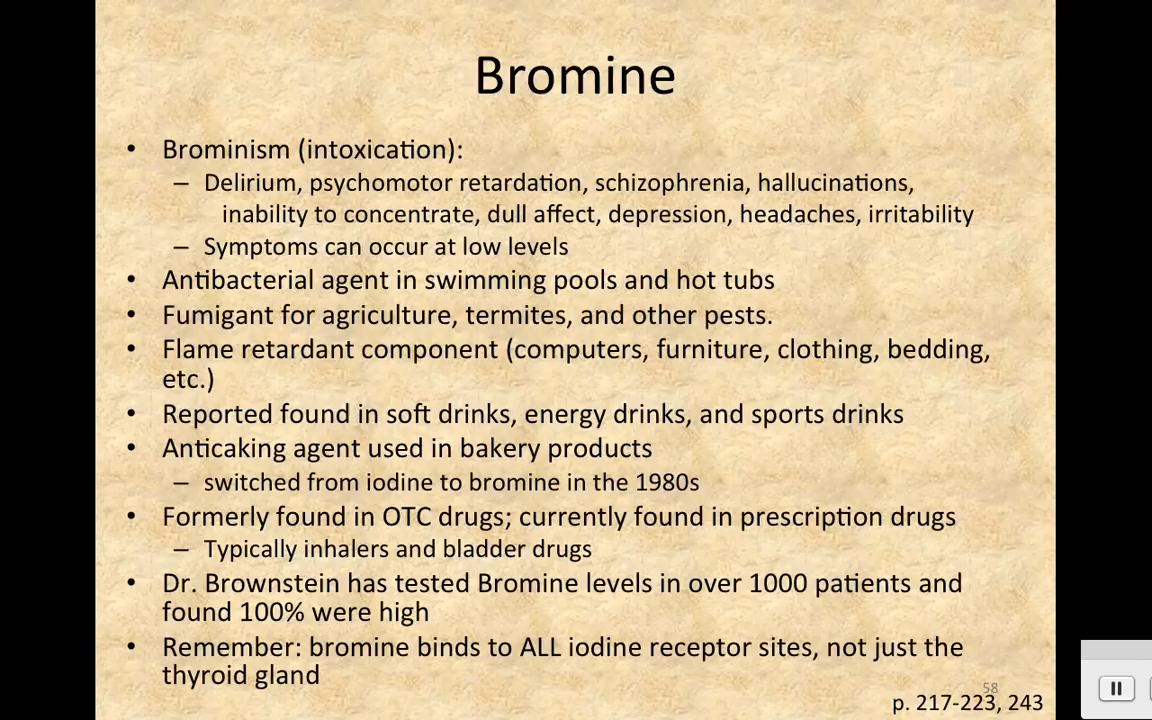 Bromine
• Brominism (intoxication):
– Delirium, psychomotor retardation, schizophrenia, hallucinations,
inability to concentrate, dull affect, depression, headaches, irritability
– Symptoms can occur at low levels
• Antibacterial agent in swimming pools and hot tubs
• Fumigant for agriculture, termites, and other pests.
• Flame retardant component (computers, furniture, clothing, bedding,
etc.)
• Reported found in soft drinks, energy drinks, and sports drinks
• Anticaking agent used in bakery products
– switched from iodine to bromine in the 1980s
• Formerly found in OTC drugs; currently found in prescription drugs
– Typically inhalers and bladder drugs
• Dr. Brownstein has tested Bromine levels in over 1000 patients and
found 100% were high
• Remember: bromine binds to ALL iodine receptor sites, not just the
thyroid gland
58
p. 217-223, 243